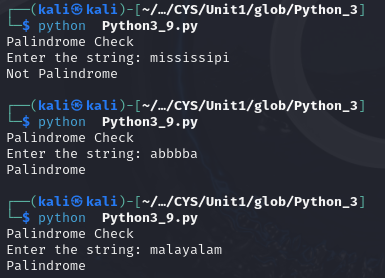 ┌──(kali㉿kali)-[~/…/CYS/Unit1/glob/Python_3]
└─$ python  Python3_9.py
Palindrome Check
Enter the string: mississipi
Not Palindrome
┌──(kali㉿kali)-[~/…/CYS/Unit1/glob/Python_3]
└─$ python  Python3_9.py
Palindrome Check
Enter the string: abbbba
Palindrome
┌──(kali㉿kali)-[~/…/CYS/Unit1/glob/Python_3]
└─$ python  Python3_9.py
Palindrome Check
Enter the string: malayalam
Palindrome